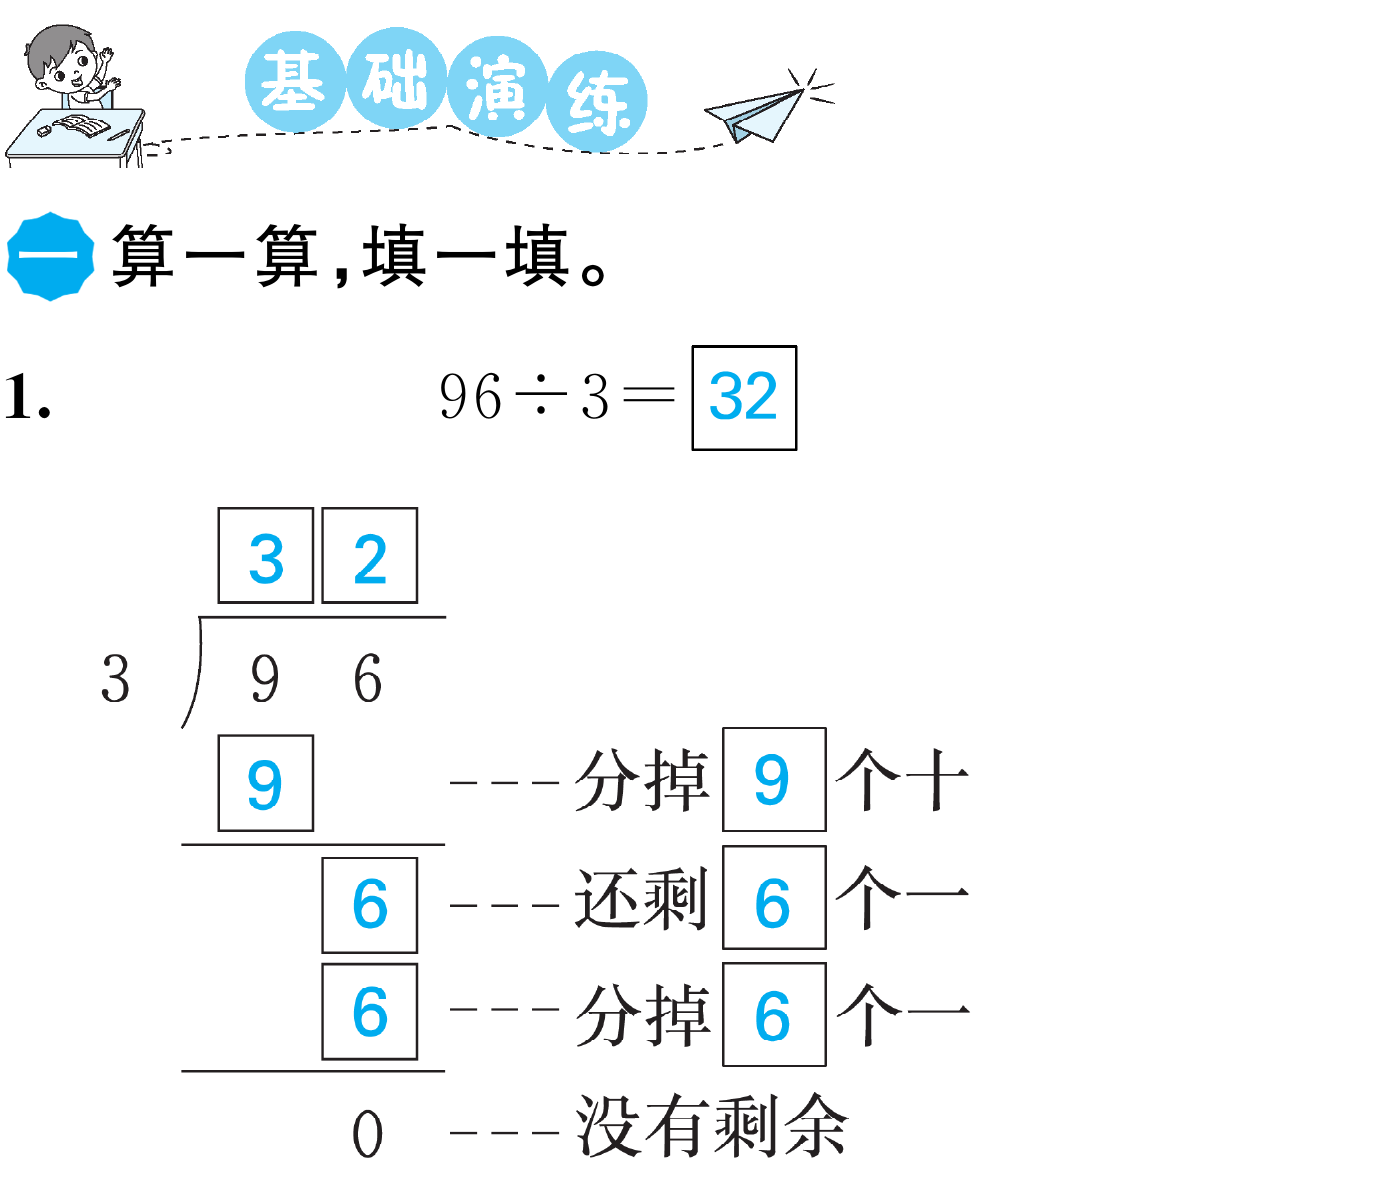 基础演练
一 算一算,填一填。
1. 96÷3=32
3 2
3 9 6
9 ---分掉 9 个十
6 ---还剩 6 个一
6 ---分掉 6 个一
0 ---没有剩余